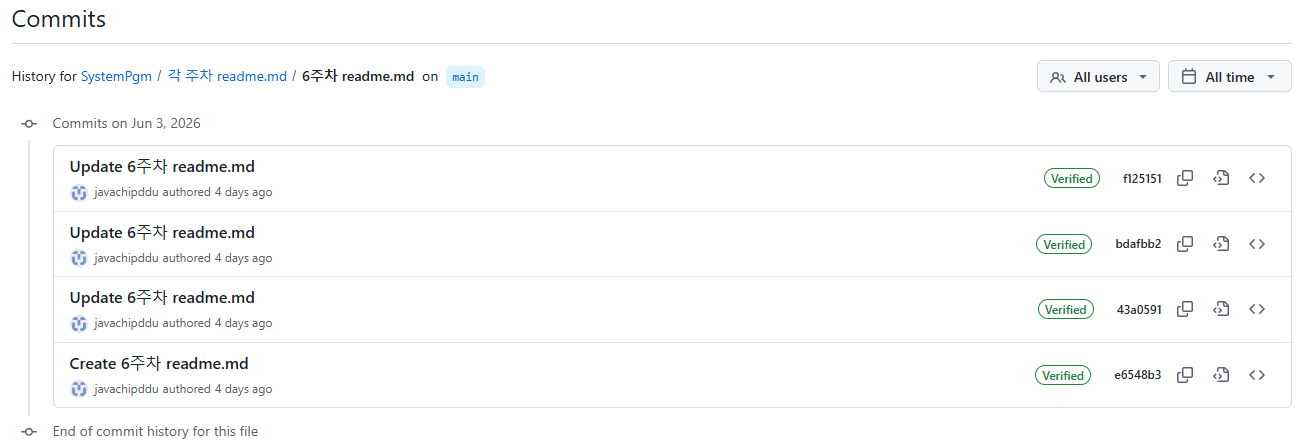 Commits
History for SystemPgm / 각 주차 readme.md / 6주차 readme.md on main
All users
All time
Commits on Jun 3, 2026
Update 6주차 readme.md
javachipddu authored 4 days ago
Verified
f125151
Update 6주차 readme.md
javachipddu authored 4 days ago
Verified
bdafbb2
Update 6주차 readme.md
javachipddu authored 4 days ago
Verified
43a0591
Create 6주차 readme.md
javachipddu authored 4 days ago
Verified
e6548b3
End of commit history for this file